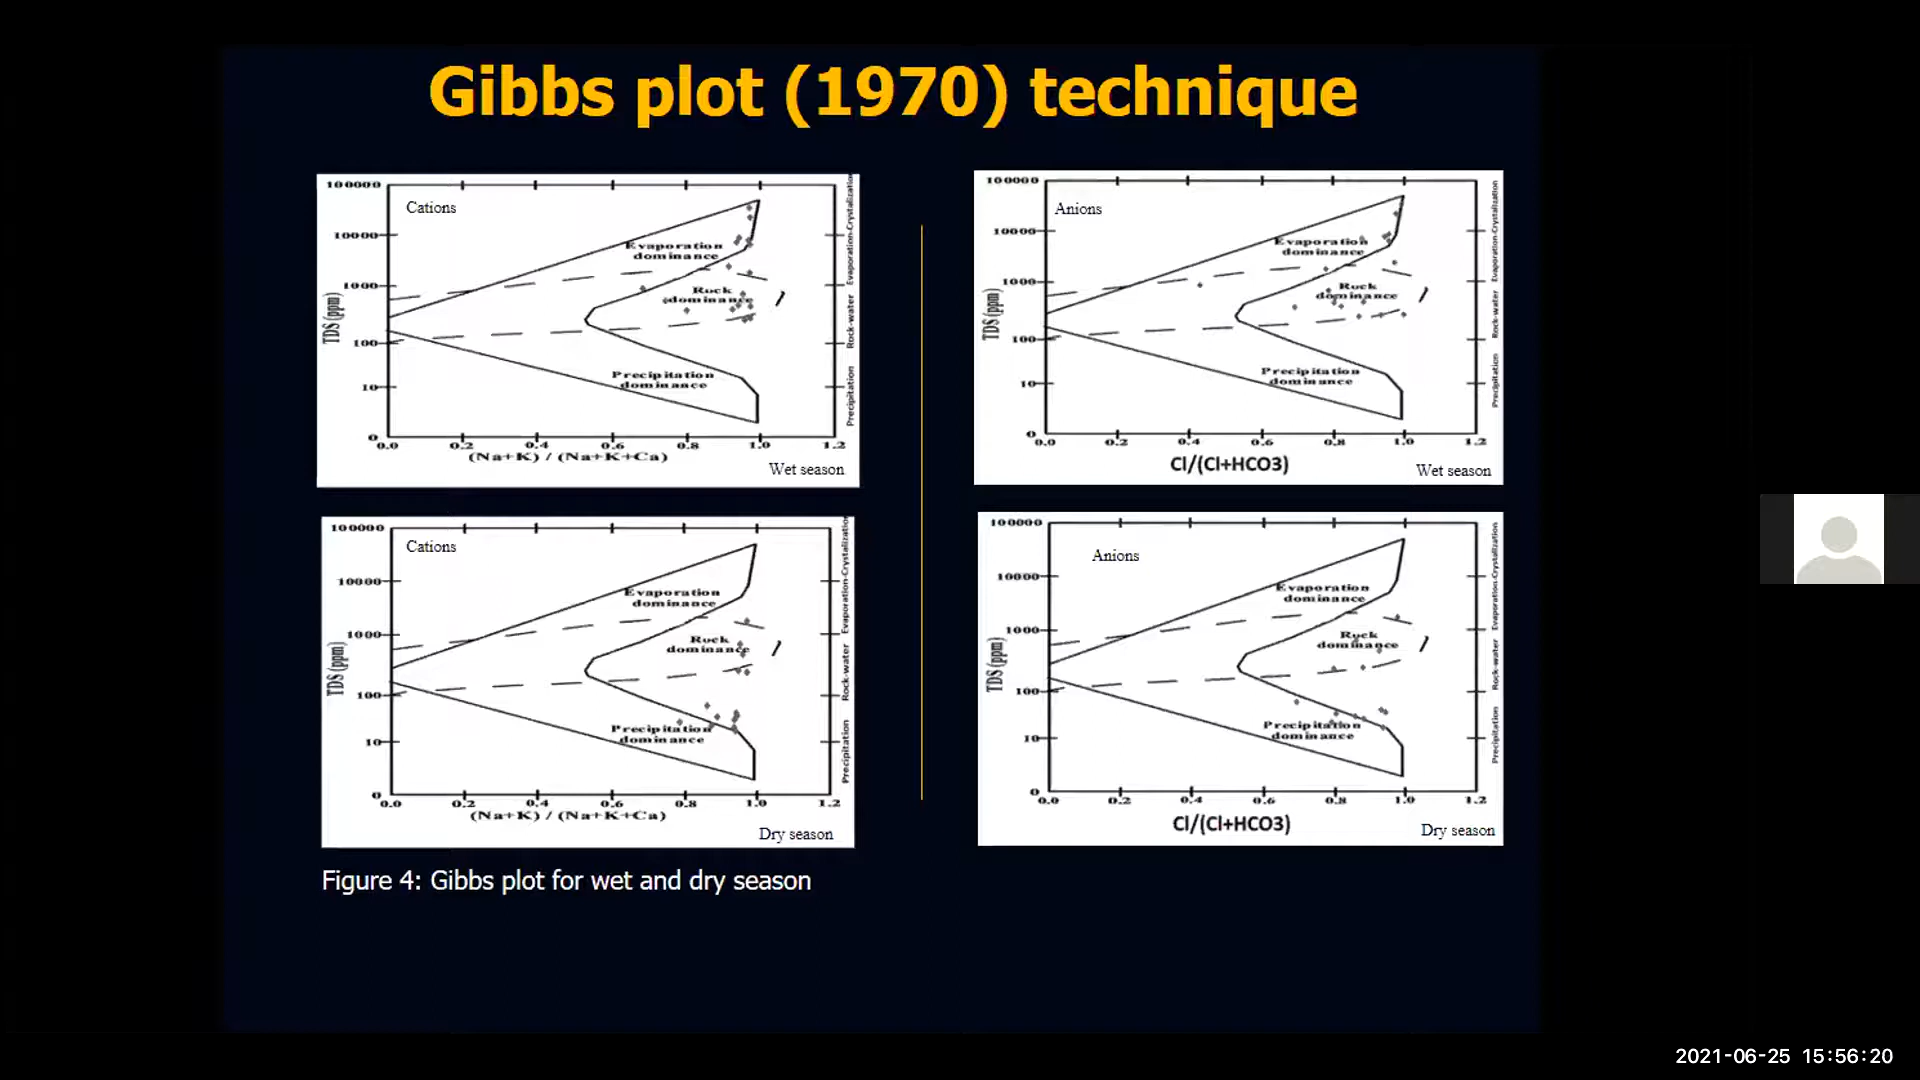 Gibbs plot (1970) technique
100000
10000
1000
100
10
0
TDS (ppm)
Cations
Evaporation
dominance
Rock
dominance
Precipitation
dominance
Evaporation-Crystallization
Rock-water
Precipitation
0.0 0.2 0.4 0.6 0.8 1.0 1.2
(Na+K) / (Na+K+Ca)
Wet season
100000
10000
1000
100
10
0
TDS (ppm)
Anions
Evaporation
dominance
Rock
dominance
Precipitation
dominance
Evaporation-Crystallization
Rock-water
Precipitation
0.0 0.2 0.4 0.6 0.8 1.0 1.2
Cl/(Cl+HCO3)
Wet season
100000
10000
1000
100
10
0
TDS (ppm)
Cations
Evaporation
dominance
Rock
dominance
Precipitation
dominance
Evaporation-Crystallization
Rock-water
Precipitation
0.0 0.2 0.4 0.6 0.8 1.0 1.2
(Na+K) / (Na+K+Ca)
Dry season
100000
10000
1000
100
10
0
TDS (ppm)
Anions
Evaporation
dominance
Rock
dominance
Precipitation
dominance
Evaporation-Crystallization
Rock-water
Precipitation
0.0 0.2 0.4 0.6 0.8 1.0 1.2
Cl/(Cl+HCO3)
Dry season
Figure 4: Gibbs plot for wet and dry season
2021-06-25 15:56:20